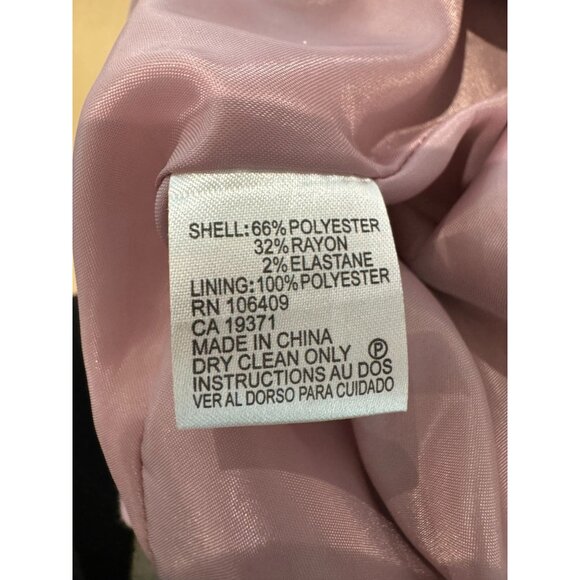 SHELL: 66% POLYESTER
32% RAYON
2% ELASTANE
LINING: 100% POLYESTER
RN 106409
CA 19371
MADE IN CHINA
DRY CLEAN ONLY Ⓟ
INSTRUCTIONS AU DOS
VER AL DORSO PARA CUIDADO